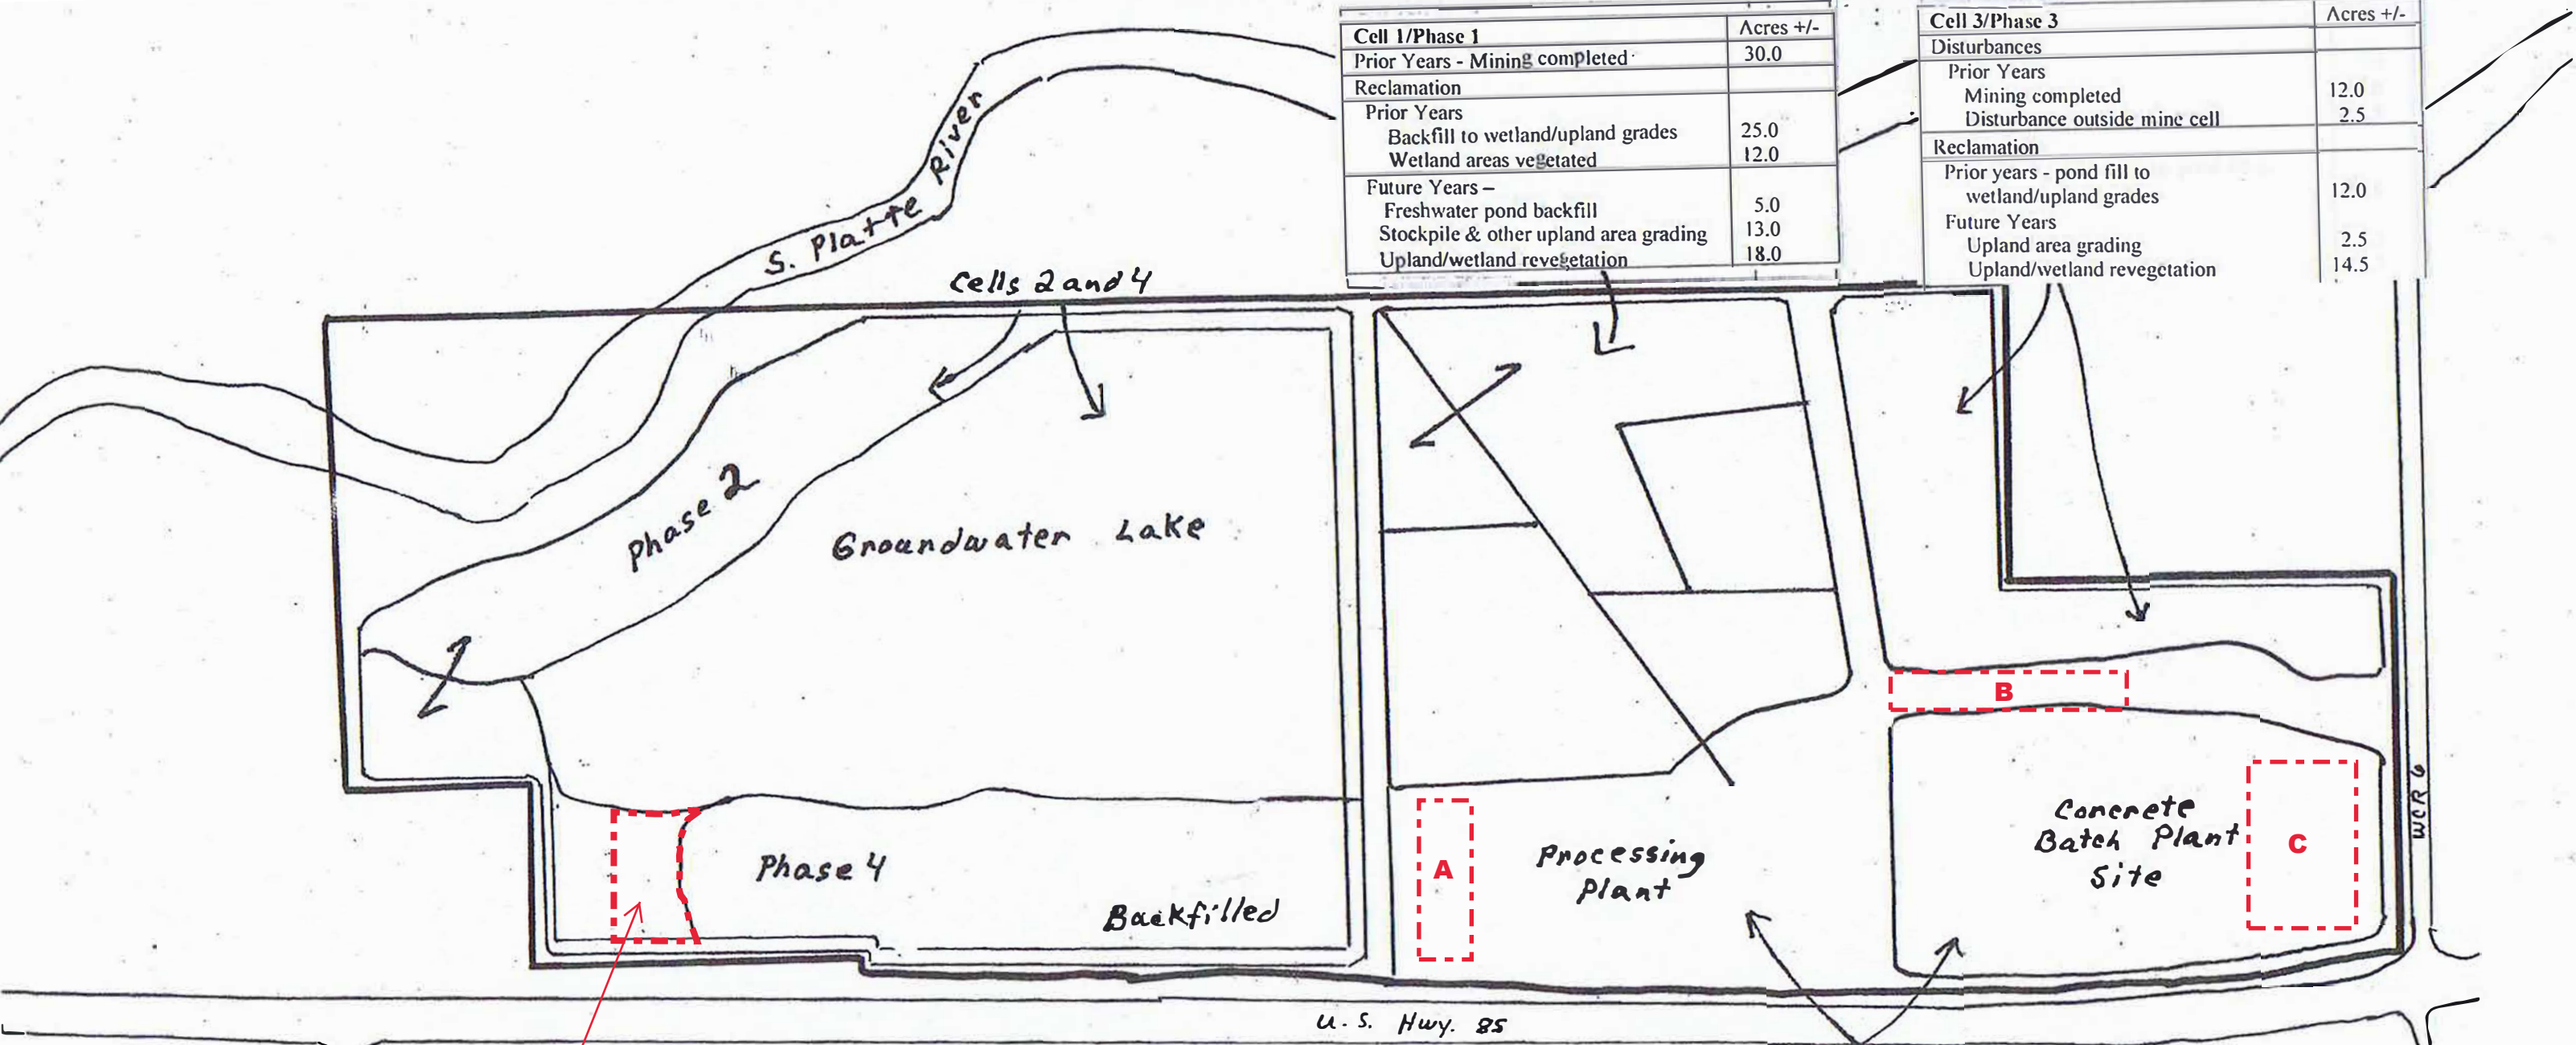 Cell 1/Phase 1 Acres +/-
Prior Years - Mining completed 30.0
Reclamation
Prior Years
Backfill to wetland/upland grades 25.0
Wetland areas vegetated 12.0
Future Years –
Freshwater pond backfill 5.0
Stockpile & other upland area grading 13.0
Upland/wetland revegetation 18.0
Cell 3/Phase 3 Acres +/-
Disturbances
Prior Years
Mining completed 12.0
Disturbance outside mine cell 2.5
Reclamation
Prior years - pond fill to
wetland/upland grades 12.0
Future Years
Upland area grading 2.5
Upland/wetland revegetation 14.5
S. Platte River
Cells 2 and 4
Phase 2
Groundwater Lake
B
Phase 4
Backfilled
A
Processing
Plant
Concrete
Batch Plant
Site
C
WCR 6
U.S. Hwy. 85